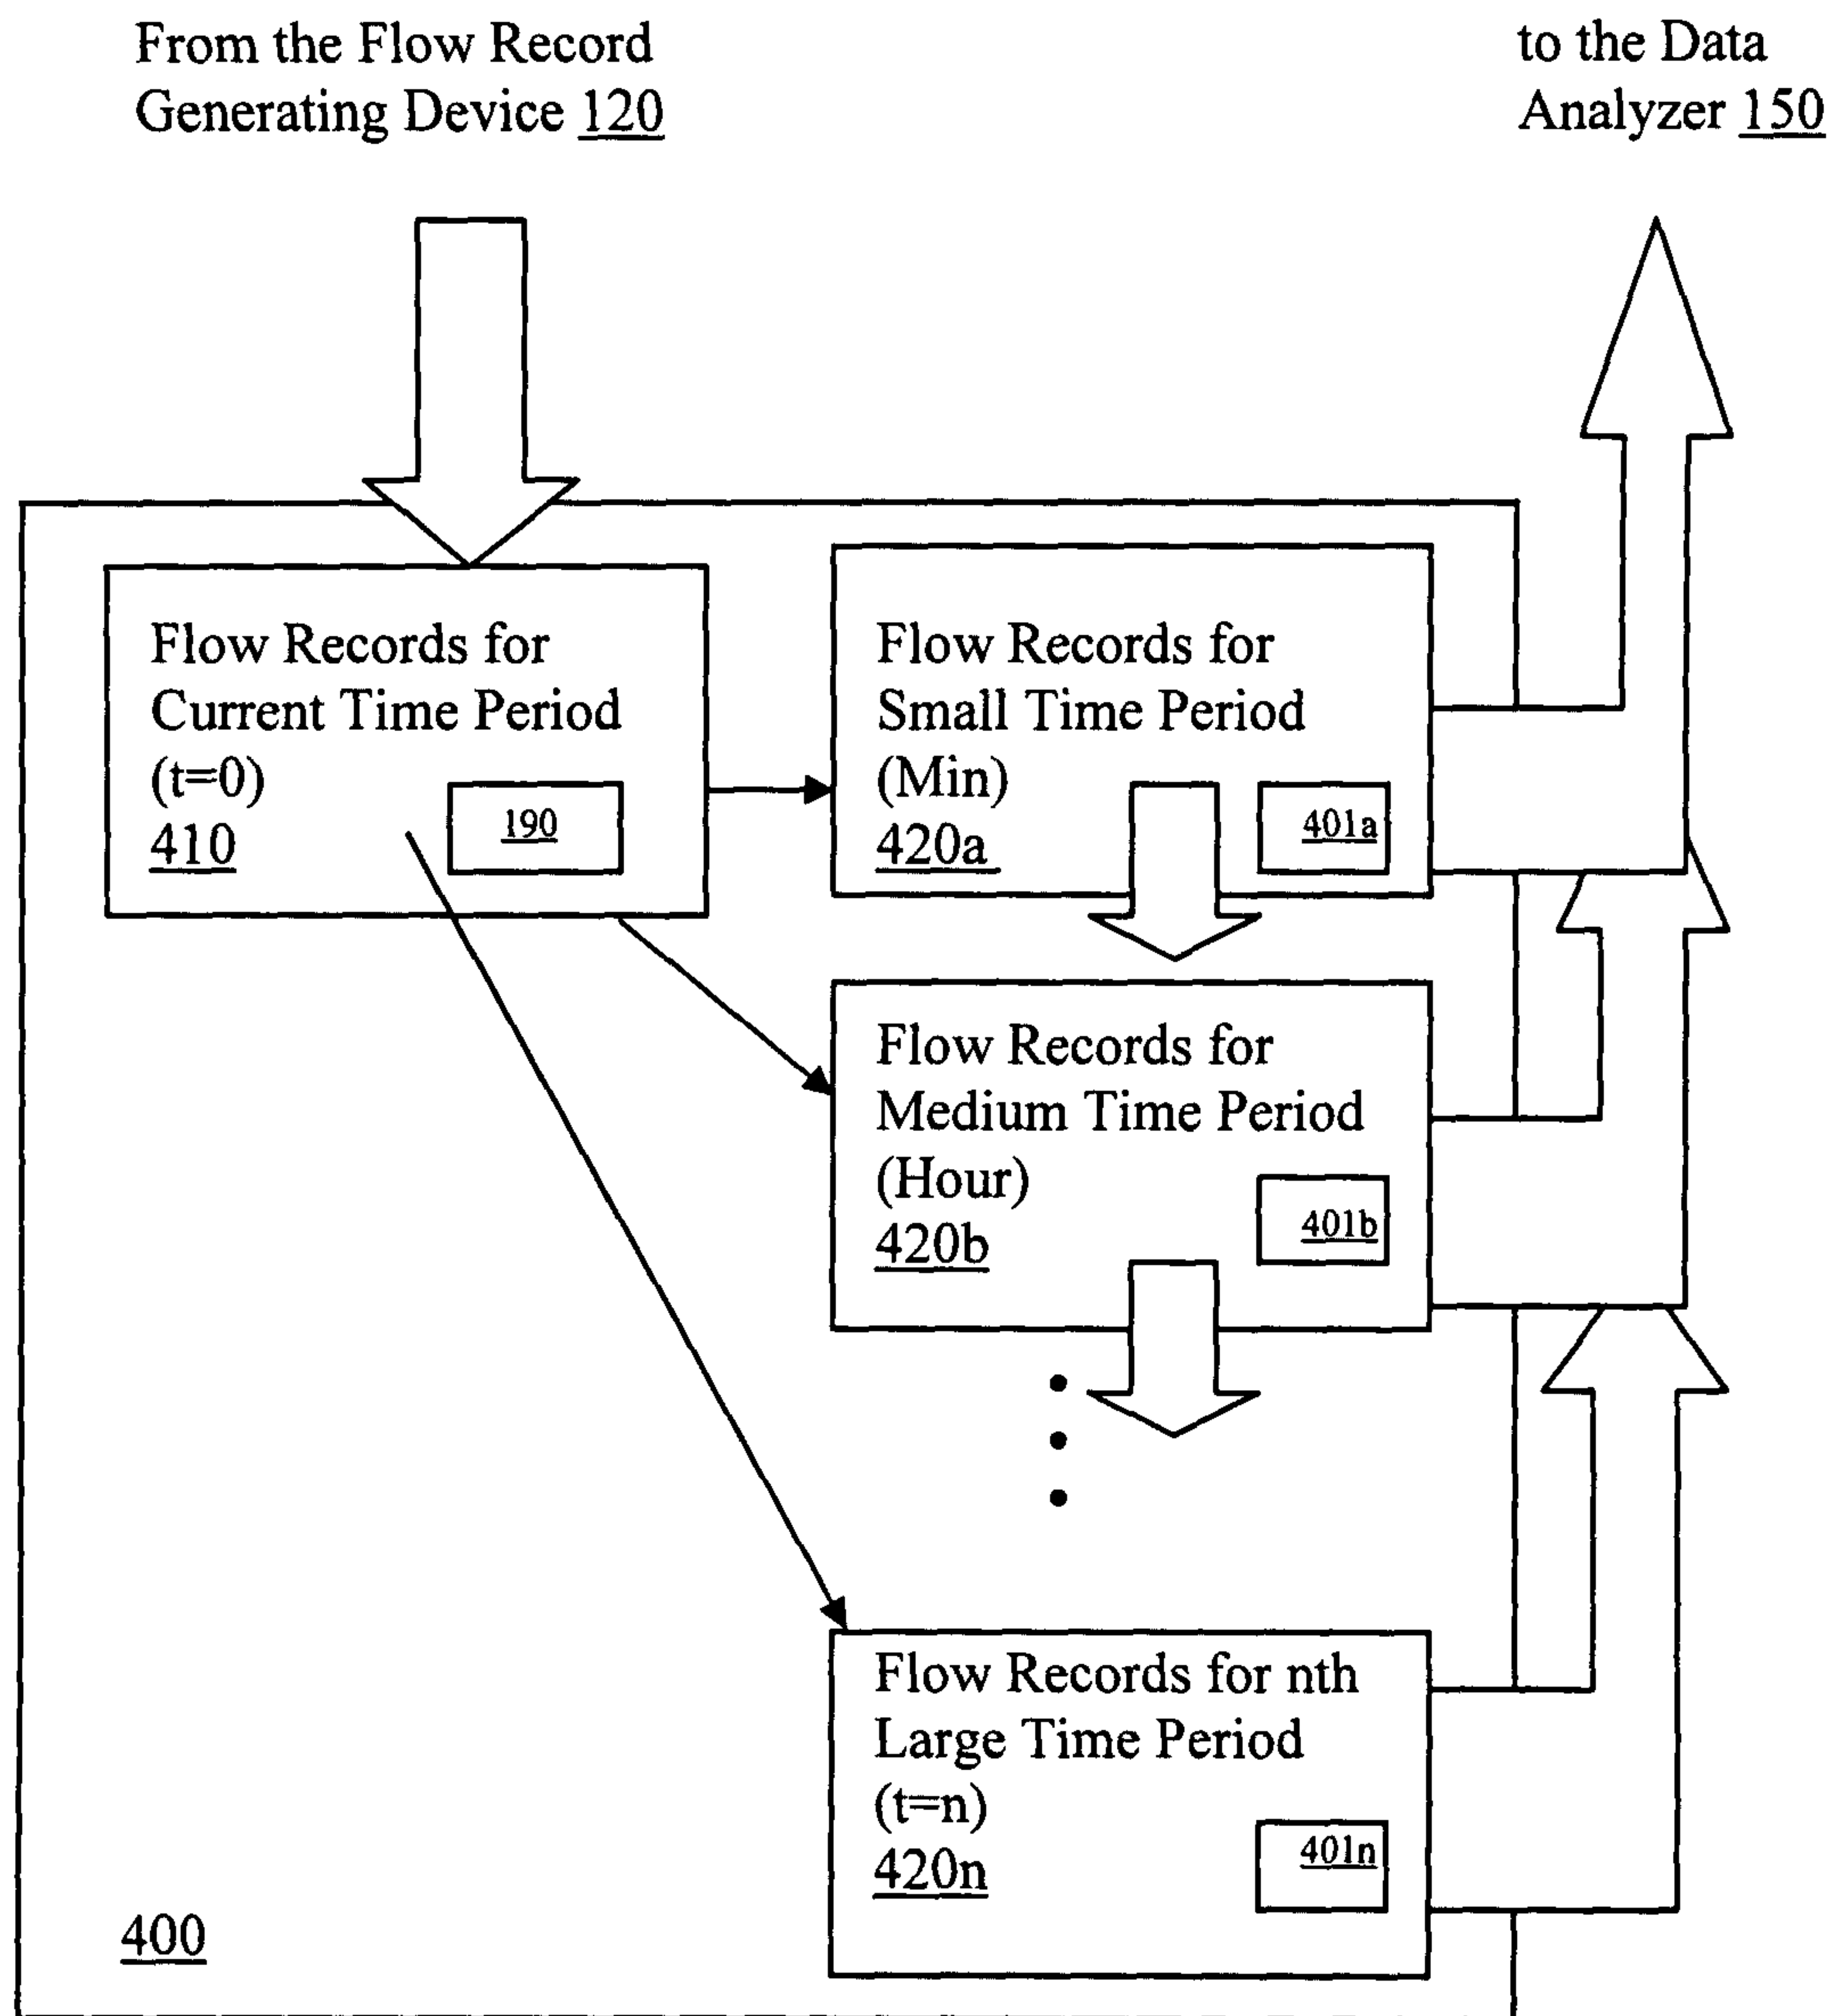 From the Flow Record
Generating Device 120
to the Data
Analyzer 150
Flow Records for
Current Time Period
(t=0)
410
190
Flow Records for
Small Time Period
(Min)
420a
401a
Flow Records for
Medium Time Period
(Hour)
420b
401b
Flow Records for nth
Large Time Period
(t=n)
420n
401n
400